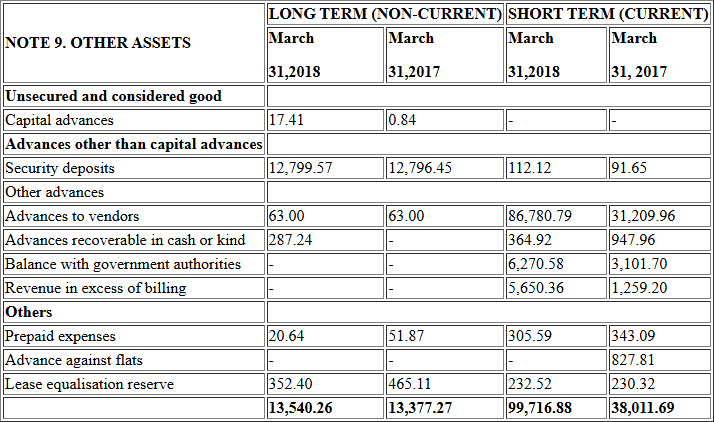 NOTE 9. OTHER ASSETS LONG TERM (NON-CURRENT) SHORT TERM (CURRENT)
March March March March
31,2018 31,2017 31,2018 31, 2017
Unsecured and considered good
Capital advances 17.41 0.84 - -
Advances other than capital advances
Security deposits 12,799.57 12,796.45 112.12 91.65
Other advances
Advances to vendors 63.00 63.00 86,780.79 31,209.96
Advances recoverable in cash or kind 287.24 - 364.92 947.96
Balance with government authorities - - 6,270.58 3,101.70
Revenue in excess of billing - - 5,650.36 1,259.20
Others
Prepaid expenses 20.64 51.87 305.59 343.09
Advance against flats - - - 827.81
Lease equalisation reserve 352.40 465.11 232.52 230.32
13,540.26 13,377.27 99,716.88 38,011.69